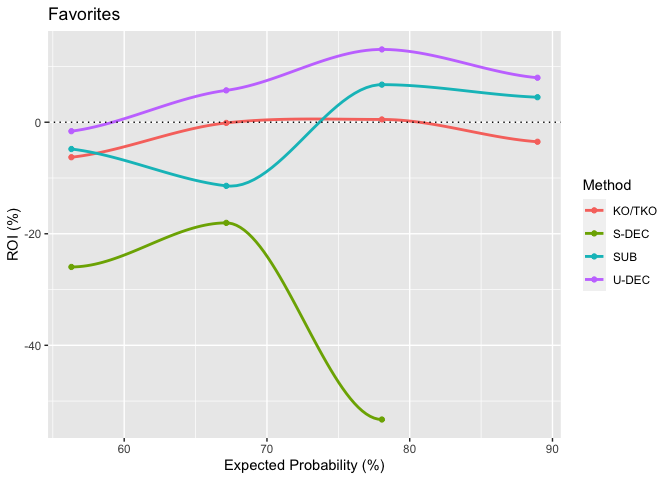 Favorites
0
-20
-40
ROI (%)
60 70 80 90
Expected Probability (%)
Method
KO/TKO
S-DEC
SUB
U-DEC